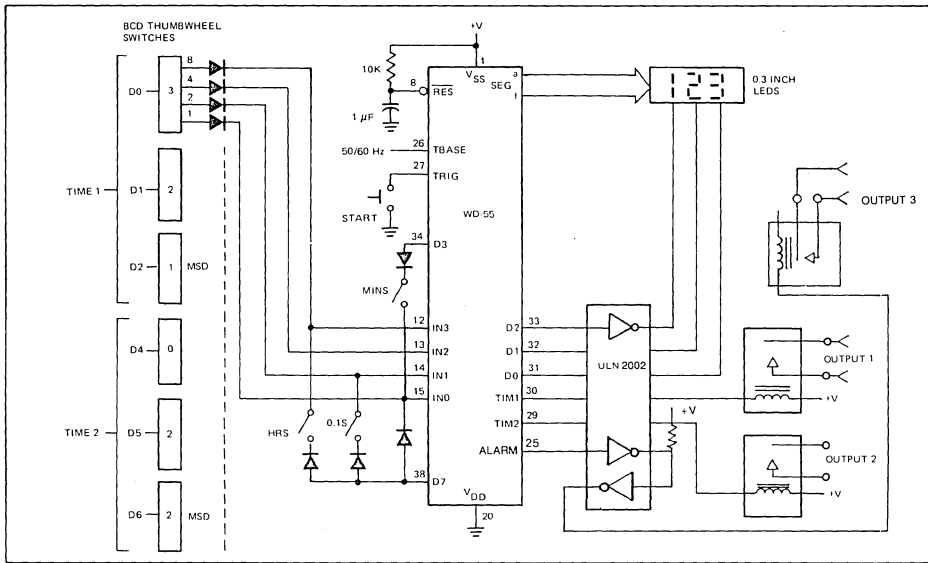 BCD THUMBWHEEL
SWITCHES
8
4
2
1
D0
3
TIME 1
D1
2
D2
1
MSD
D4
0
TIME 2
D5
2
D6
2
MSD
+V
1
10K
8
RES
1 µF
VSS
SEG
a
f
50/60 Hz
26
TBASE
27
TRIG
START
WD-55
34
D3
MINS
12
IN3
13
IN2
14
IN1
15
IN0
HRS
0.1S
38
D7
VDD
20
D2
33
D1
32
D0
31
TIM1
30
TIM2
29
ALARM
25
ULN 2002
+V
123
0.3 INCH
LEDS
OUTPUT 3
OUTPUT 1
+V
OUTPUT 2
+V